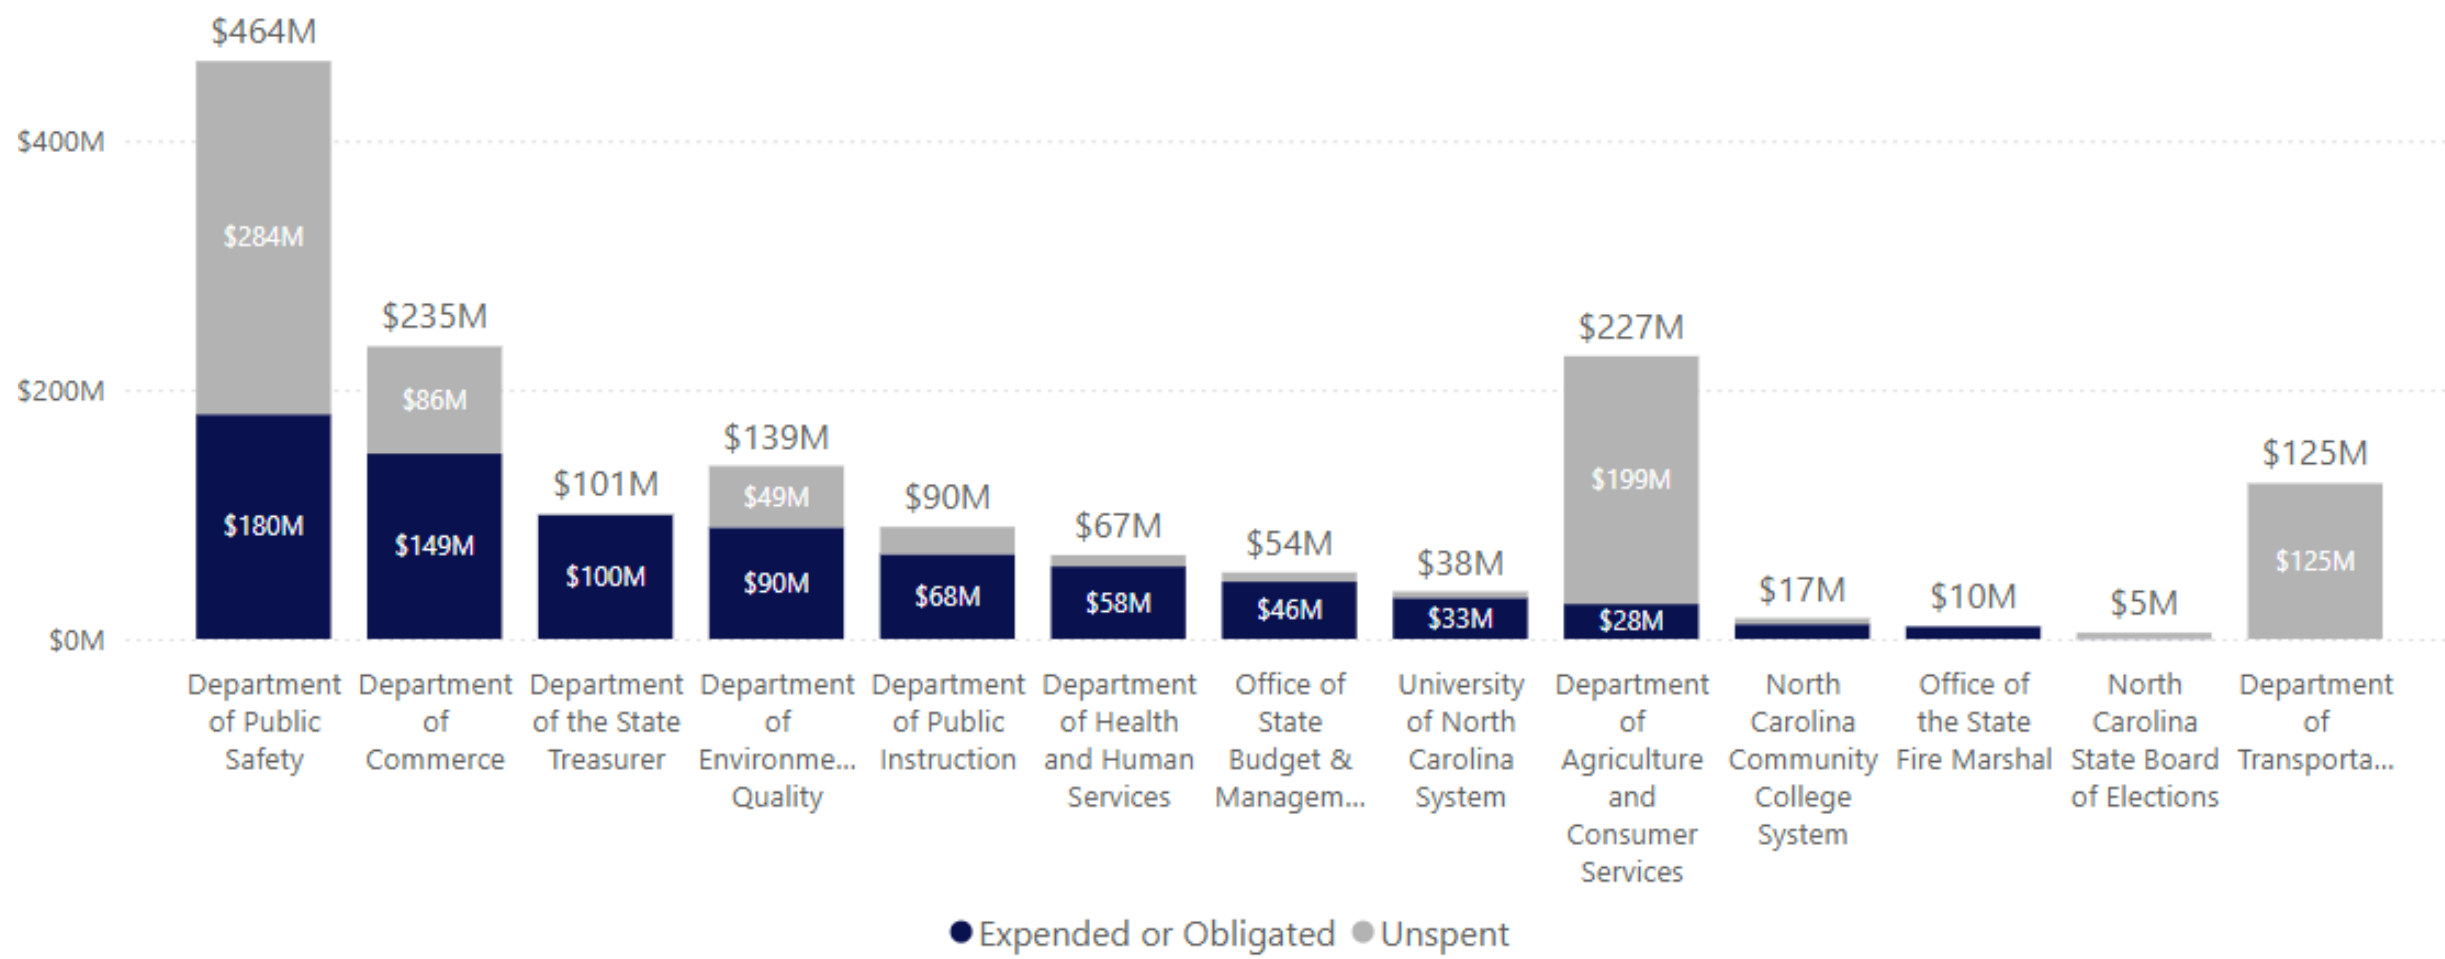 $464M
$400M
$284M
$235M
$227M
$200M
$86M
$139M
$125M
$199M
$101M
$49M
$90M
$67M
$54M
$38M
$180M
$149M
$100M
$90M
$68M
$58M
$46M
$33M
$28M
$17M
$10M
$5M
$125M
$0M
Department
of Public
Safety
Department
of
Commerce
Department
of the State
Treasurer
Department
of
Environme...
Quality
Department
of Public
Instruction
Department
of Health
and Human
Services
Office of
State
Budget &
Managem...
University
of North
Carolina
System
Department
of
Agriculture
and
Consumer
Services
North
Carolina
Community
College
System
Office of
the State
Fire Marshal
North
Carolina
State Board
of Elections
Department
of
Transporta...
Expended or Obligated
Unspent